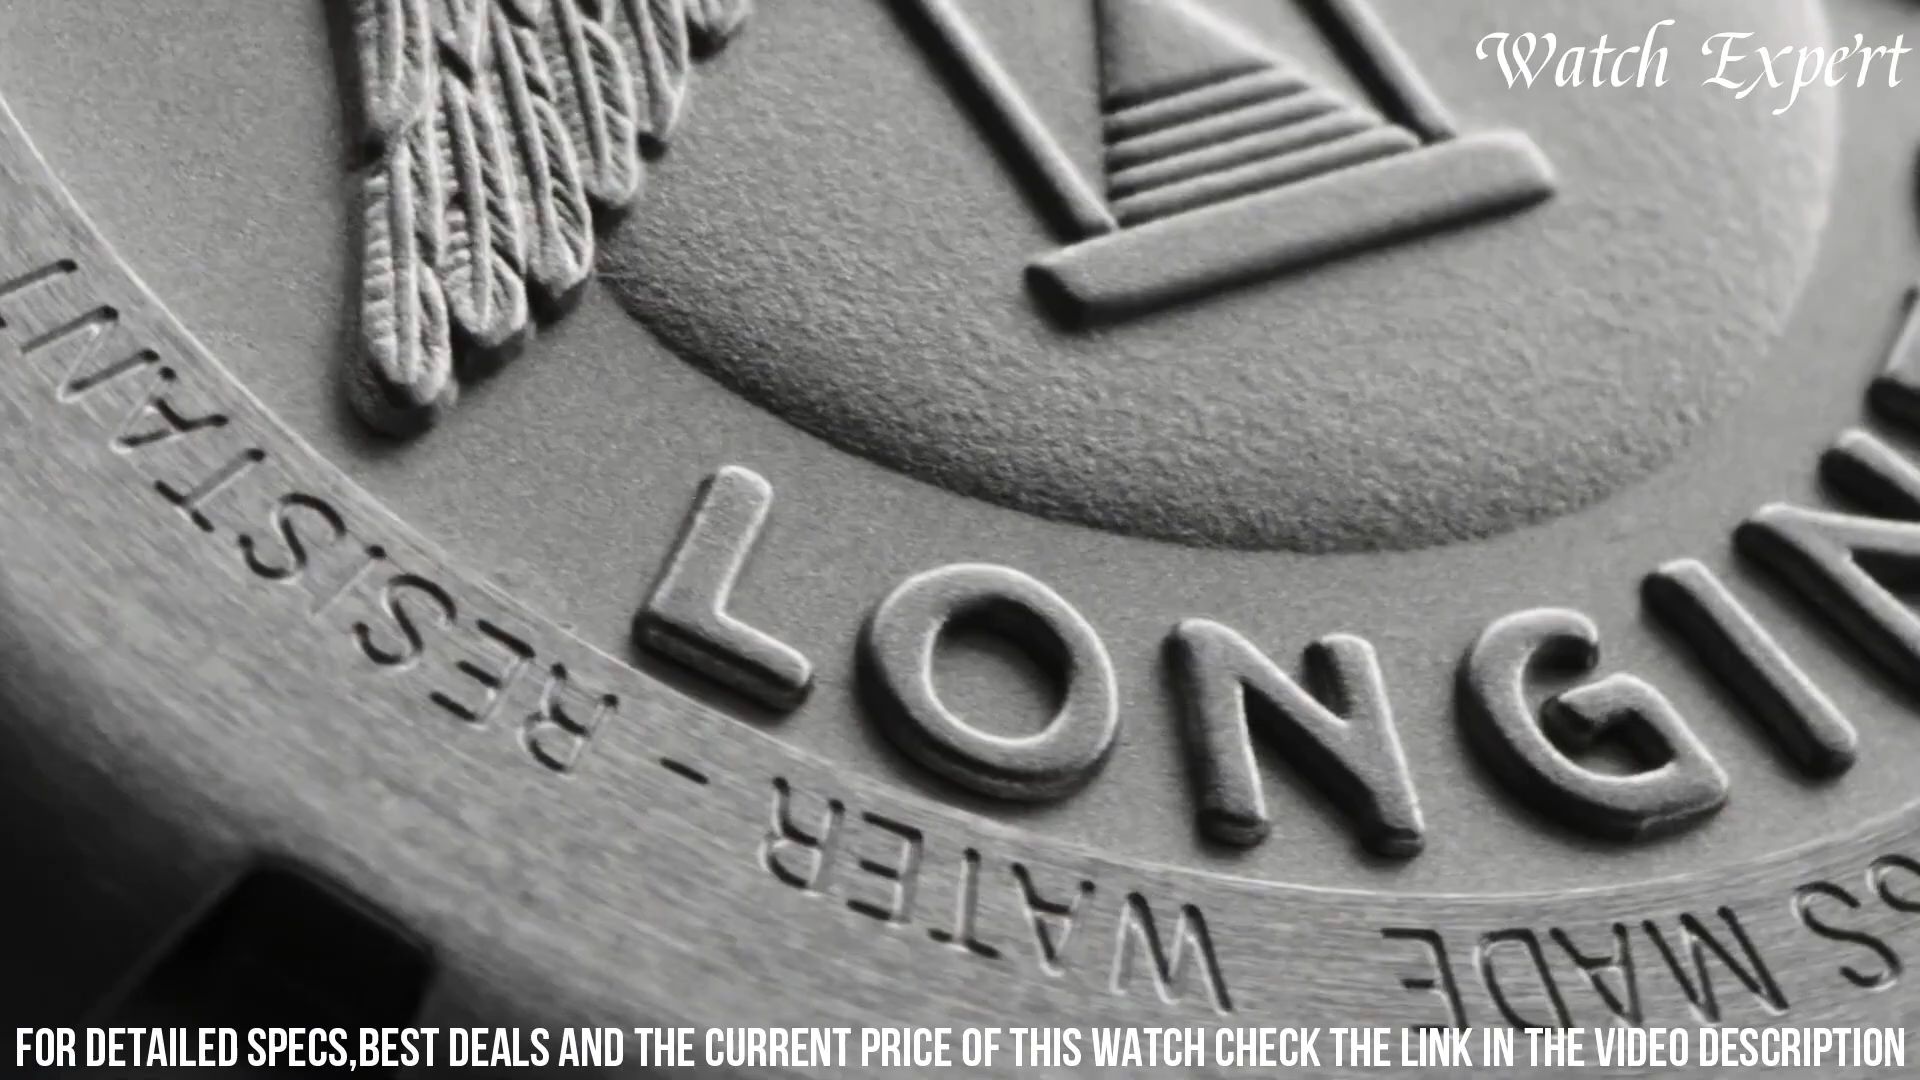 Watch Expert
LONGIN
RESISTANT
WATER -
SS MADE
FOR DETAILED SPECS,BEST DEALS AND THE CURRENT PRICE OF THIS WATCH CHECK THE LINK IN THE VIDEO DESCRIPTION